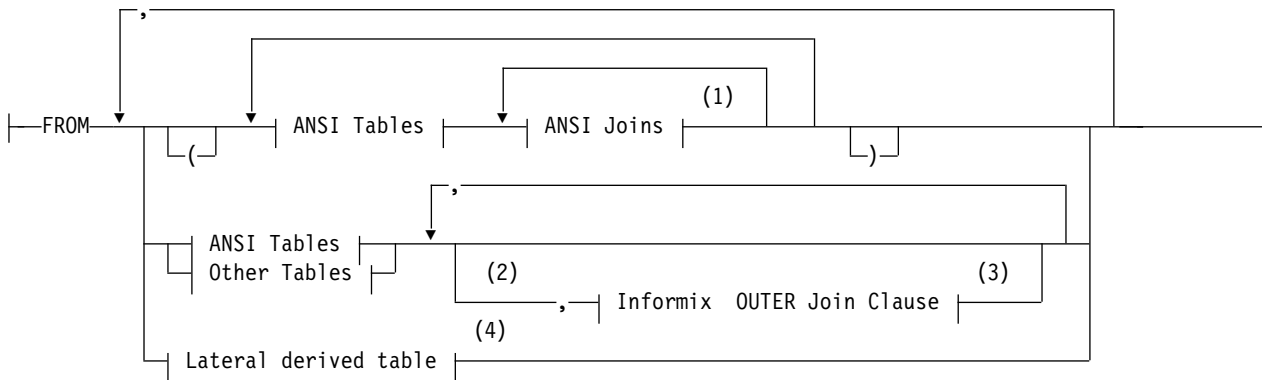 ,
(1)
FROM ( ANSI Tables ANSI Joins )
,
ANSI Tables
Other Tables
(2) (3)
, Informix OUTER Join Clause
(4)
Lateral derived table